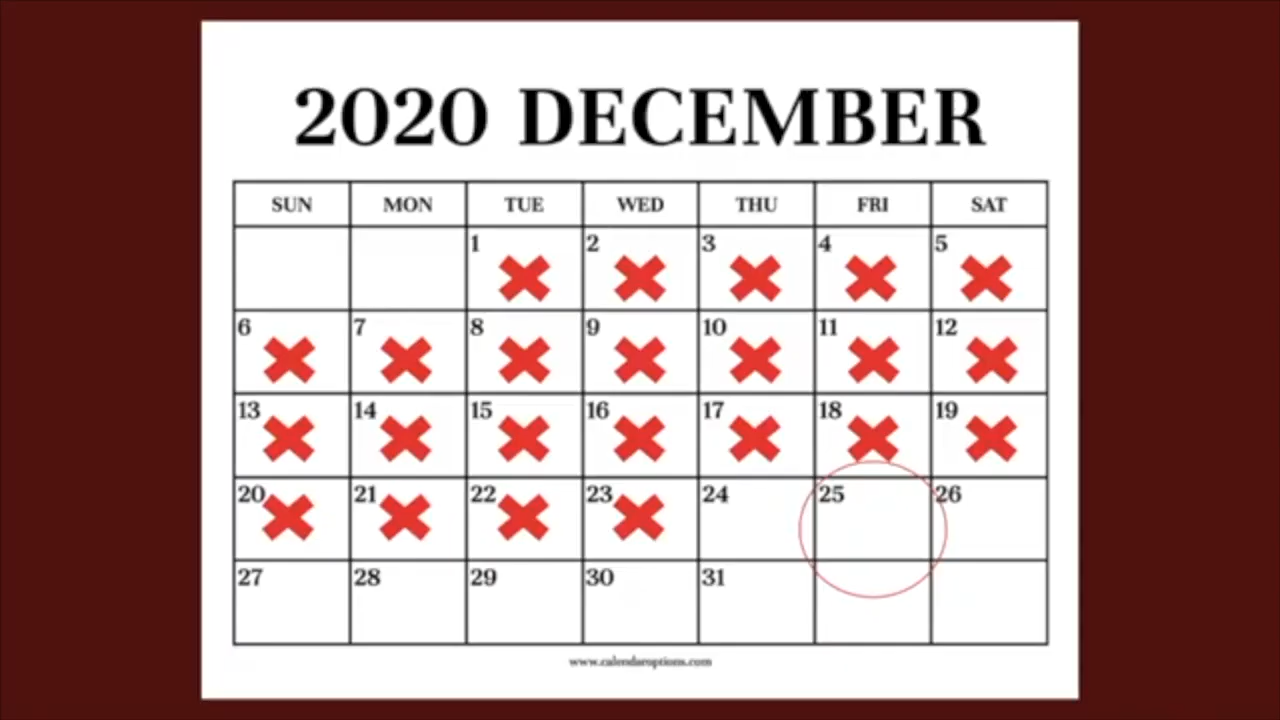 2020 DECEMBER
SUN MON TUE WED THU FRI SAT
1 2 3 4 5
6 7 8 9 10 11 12
13 14 15 16 17 18 19
20 21 22 23 24 25 26
27 28 29 30 31
www.calendaroptions.com